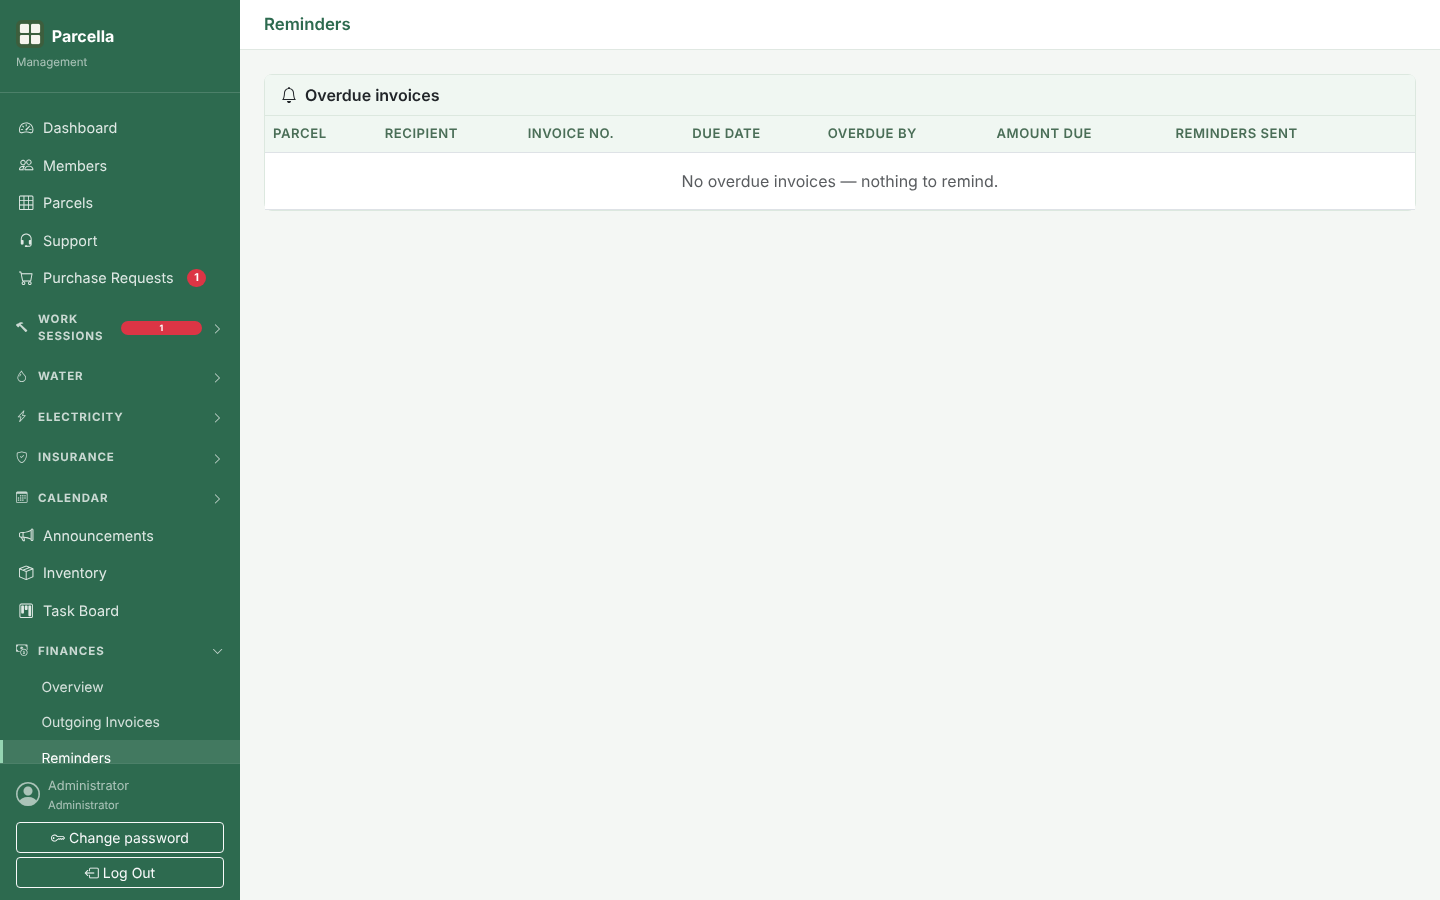 Parcella
Management
Dashboard
Members
Parcels
Support
Purchase Requests 1
WORK SESSIONS 1
WATER
ELECTRICITY
INSURANCE
CALENDAR
Announcements
Inventory
Task Board
FINANCES
Overview
Outgoing Invoices
Reminders
Administrator
Administrator
Change password
Log Out
Reminders
Overdue invoices
PARCEL RECIPIENT INVOICE NO. DUE DATE OVERDUE BY AMOUNT DUE REMINDERS SENT
No overdue invoices — nothing to remind.